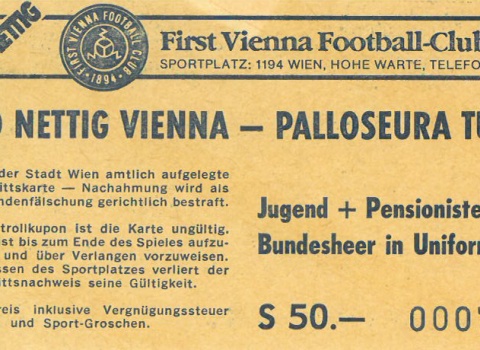 ETTIG
FIRST VIENNA FOOTBALL CLUB
1894
First Vienna Football-Club
SPORTPLATZ: 1194 WIEN, HOHE WARTE, TELEFO
O NETTIG VIENNA — PALLOSEURA TU
der Stadt Wien amtlich aufgelegte
ittskarte — Nachahmung wird als
ndenfälschung gerichtlich bestraft.
trollkupon ist die Karte ungültig.
ist bis zum Ende des Spieles aufzu-
und über Verlangen vorzuweisen.
ssen des Sportplatzes verliert der
ittsnachweis seine Gültigkeit.
reis inklusive Vergnügungssteuer
und Sport-Groschen.
Jugend + Pensioniste
Bundesheer in Uniform
S 50.— 000